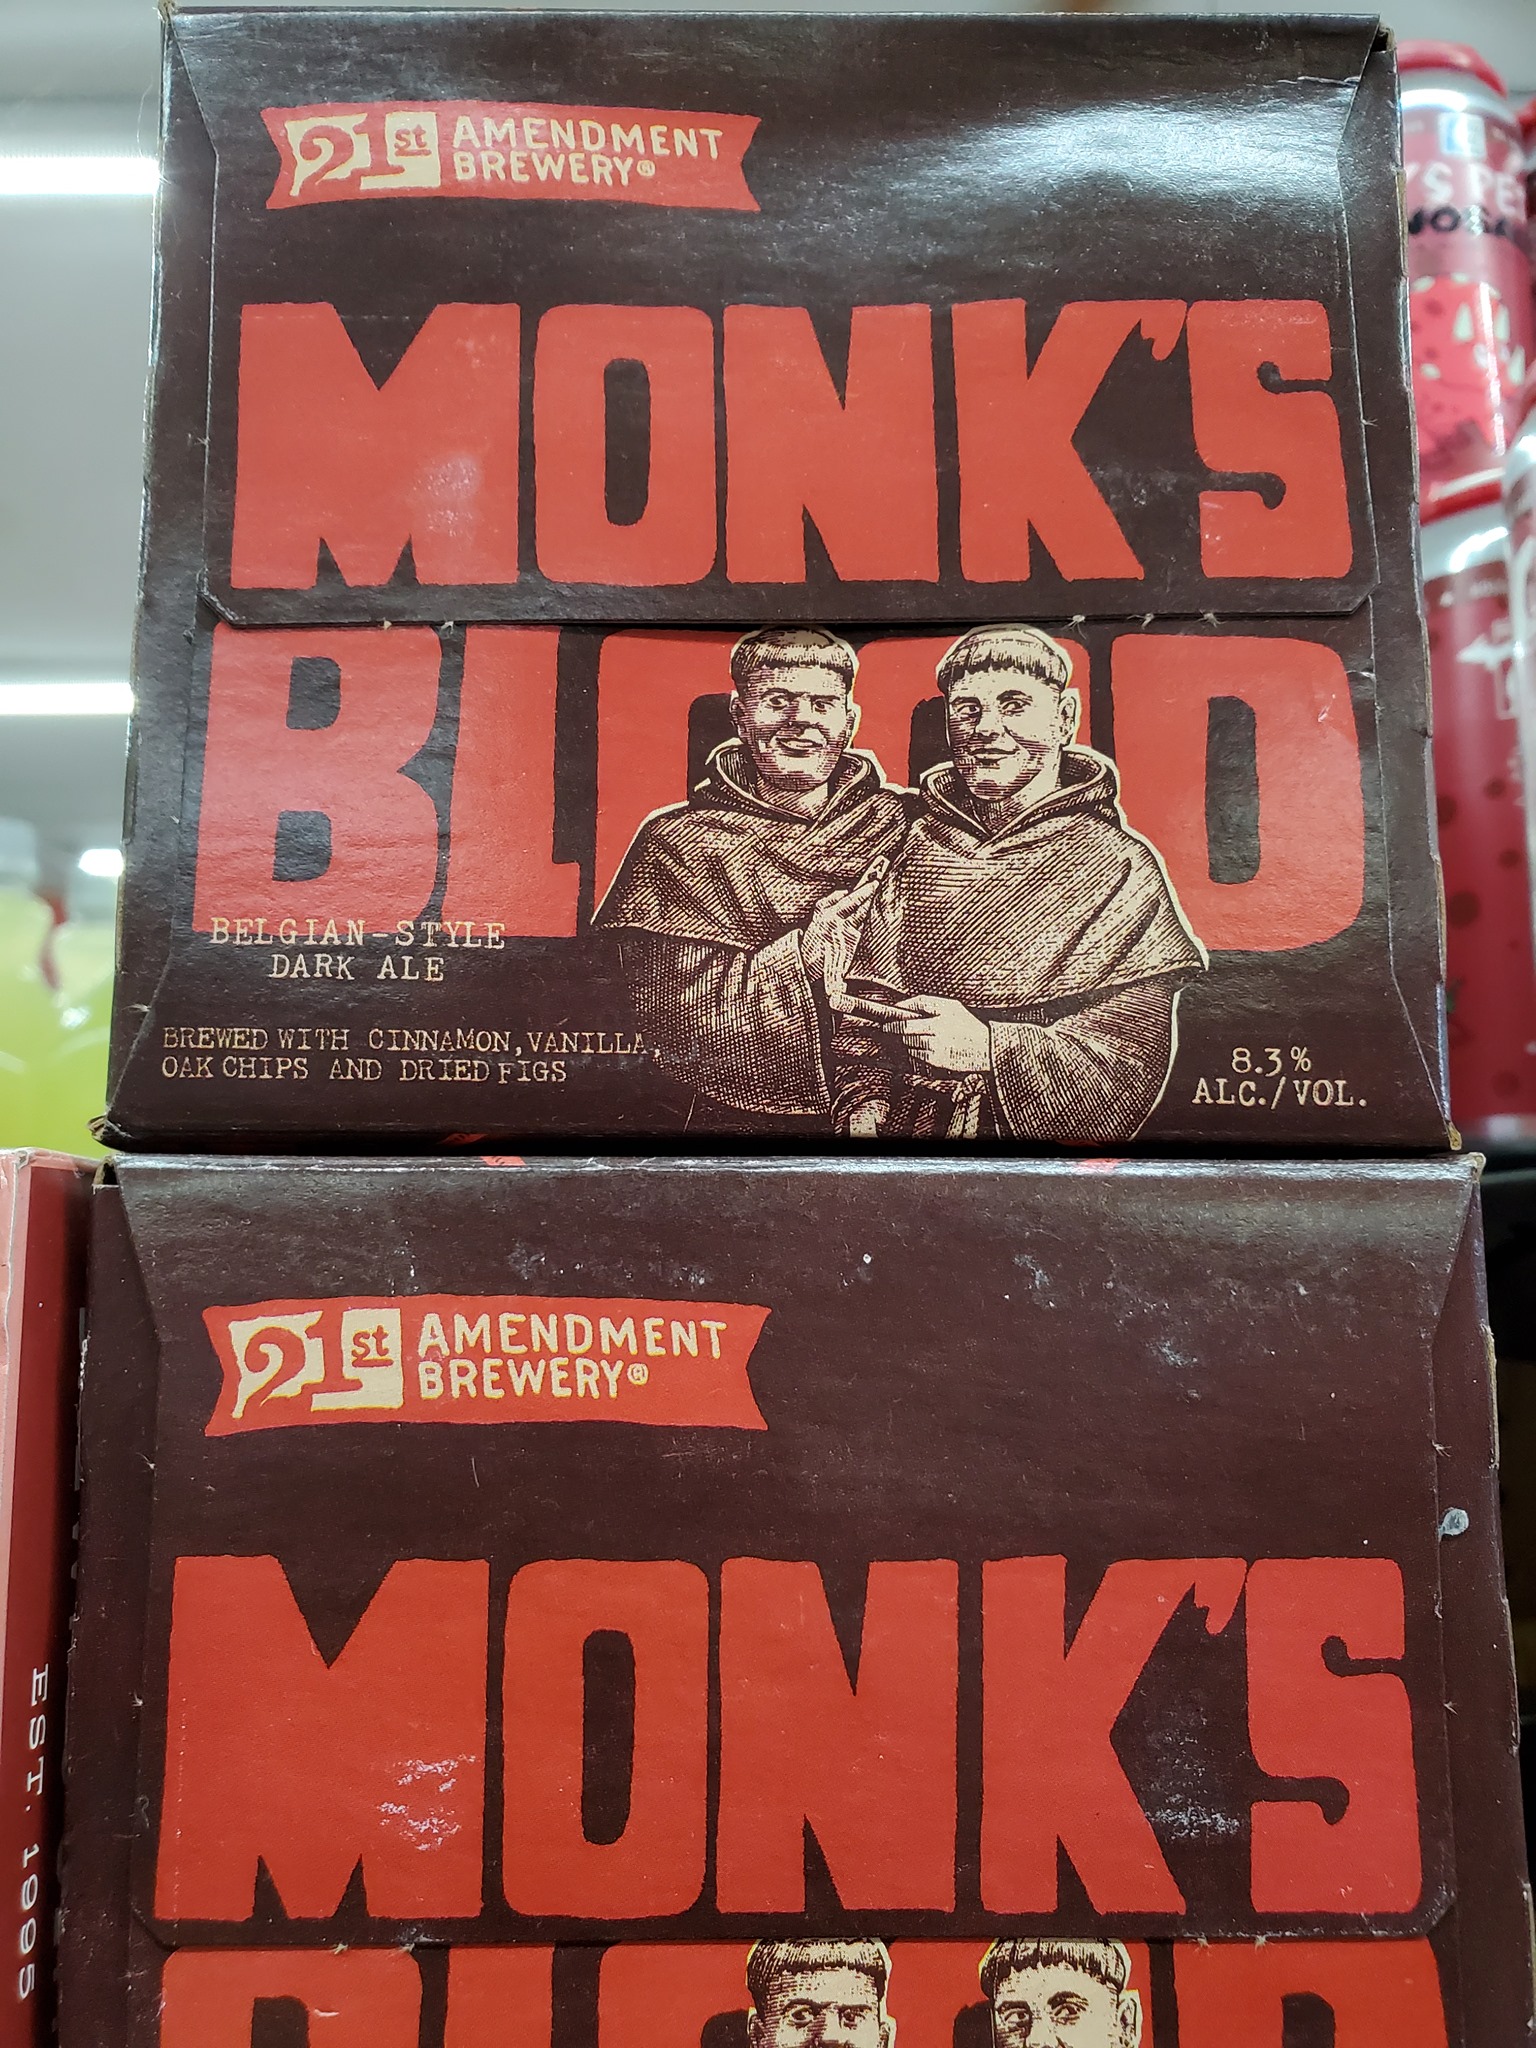 21st AMENDMENT
BREWERY®
MONK'S
BLOOD
BELGIAN-STYLE
DARK ALE
BREWED WITH CINNAMON, VANILLA,
OAK CHIPS AND DRIED FIGS
8.3%
ALC./VOL.
21st AMENDMENT
BREWERY®
MONK'S
BLOOD
EST. 1995